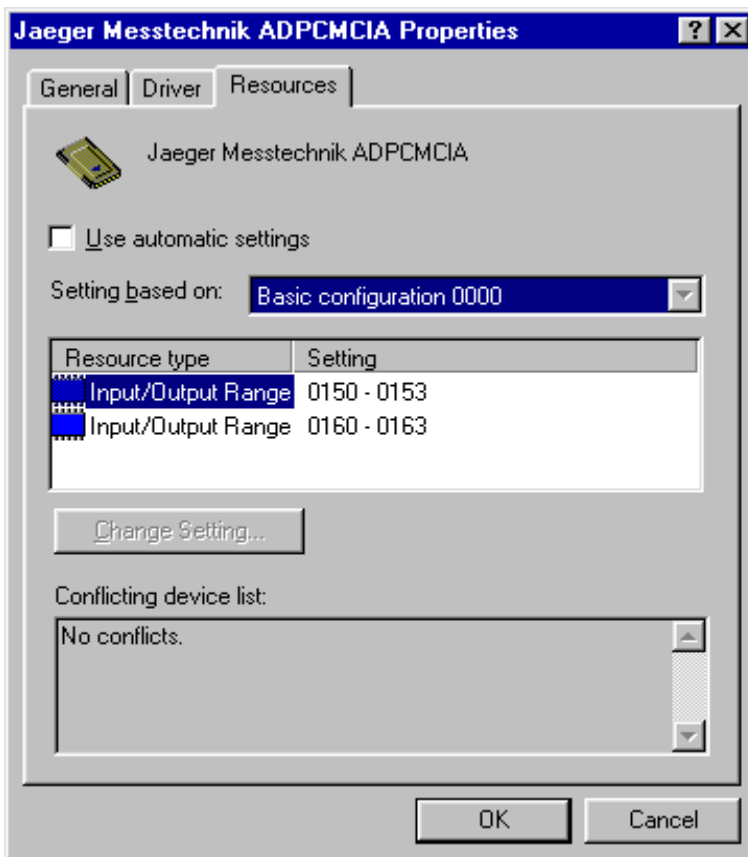 Jaeger Messtechnik ADPCMCIA Properties
General Driver Resources
Jaeger Messtechnik ADPCMCIA
Use automatic settings
Setting based on: Basic configuration 0000
Resource type Setting
Input/Output Range 0150 - 0153
Input/Output Range 0160 - 0163
Change Setting...
Conflicting device list:
No conflicts.
OK Cancel